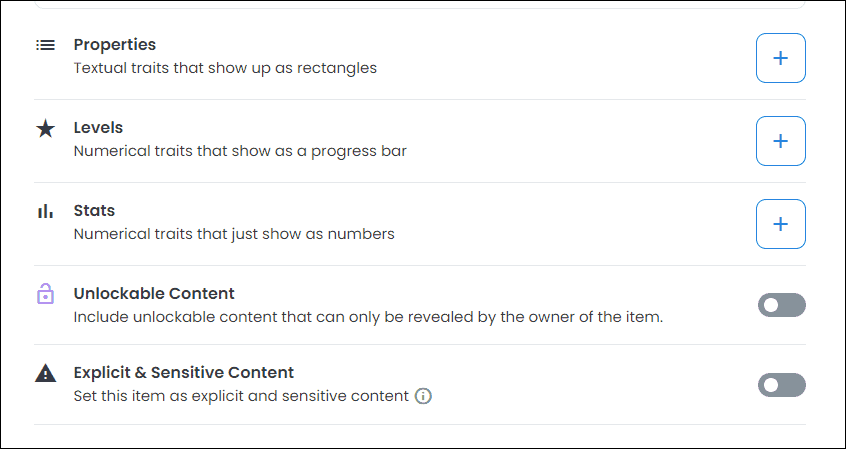 Properties
Textual traits that show up as rectangles
Levels
Numerical traits that show as a progress bar
Stats
Numerical traits that just show as numbers
Unlockable Content
Include unlockable content that can only be revealed by the owner of the item.
Explicit & Sensitive Content
Set this item as explicit and sensitive content